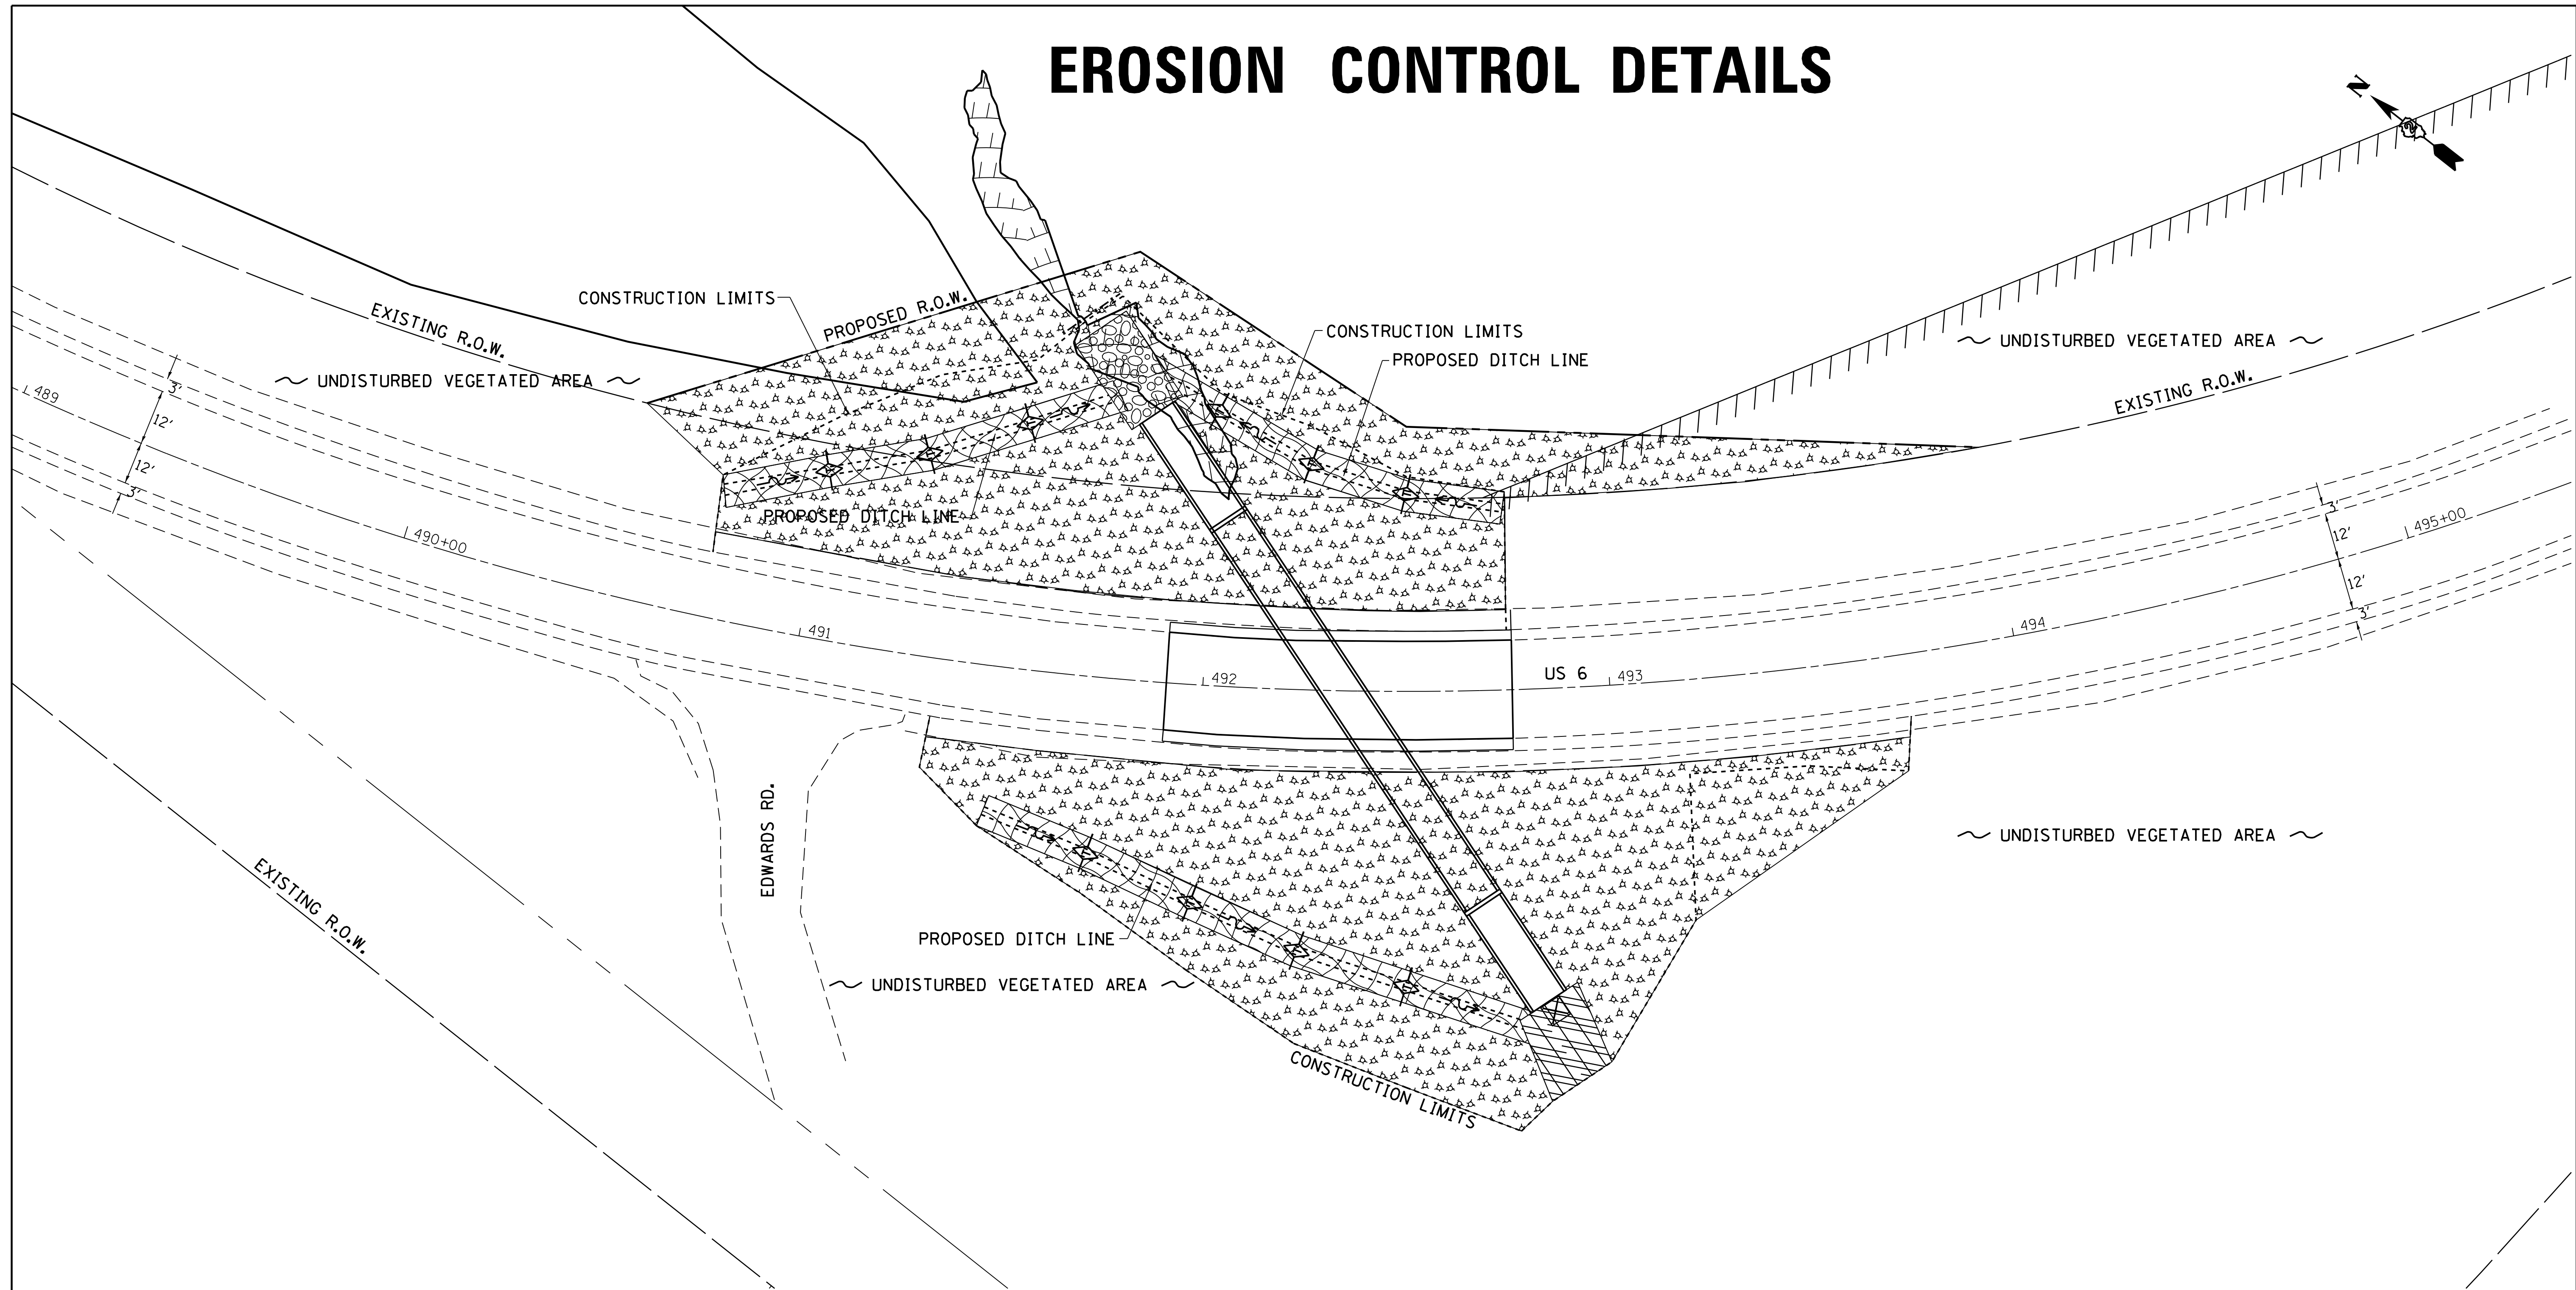 EROSION CONTROL DETAILS
N
2
CONSTRUCTION LIMITS
PROPOSED R.O.W.
EXISTING R.O.W.
CONSTRUCTION LIMITS
PROPOSED DITCH LINE
UNDISTURBED VEGETATED AREA
UNDISTURBED VEGETATED AREA
EXISTING R.O.W.
489
3'
12'
12'
3'
PROPOSED DITCH LINE
490+00
3'
12'
12'
3'
495+00
491
494
492
US 6
493
EDWARDS RD.
UNDISTURBED VEGETATED AREA
EXISTING R.O.W.
PROPOSED DITCH LINE
UNDISTURBED VEGETATED AREA
CONSTRUCTION LIMITS